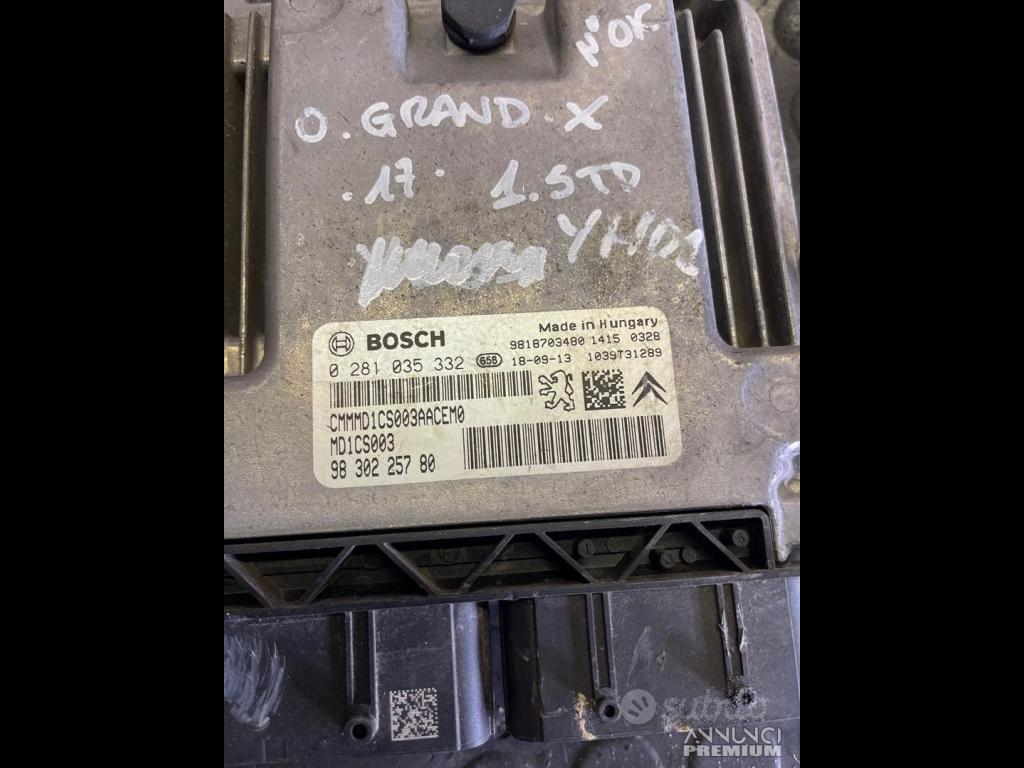 N°OK
O. GRAND. X
.17. 1.5TD
YH02
BOSCH
Made in Hungary
9818703480 1415 0328
0 281 035 332 658 18-09-13 1039T31289
CMMMD1CS003AACEM0
MD1CS003
98 302 257 80
subito
ANNUNCI
PREMIUM